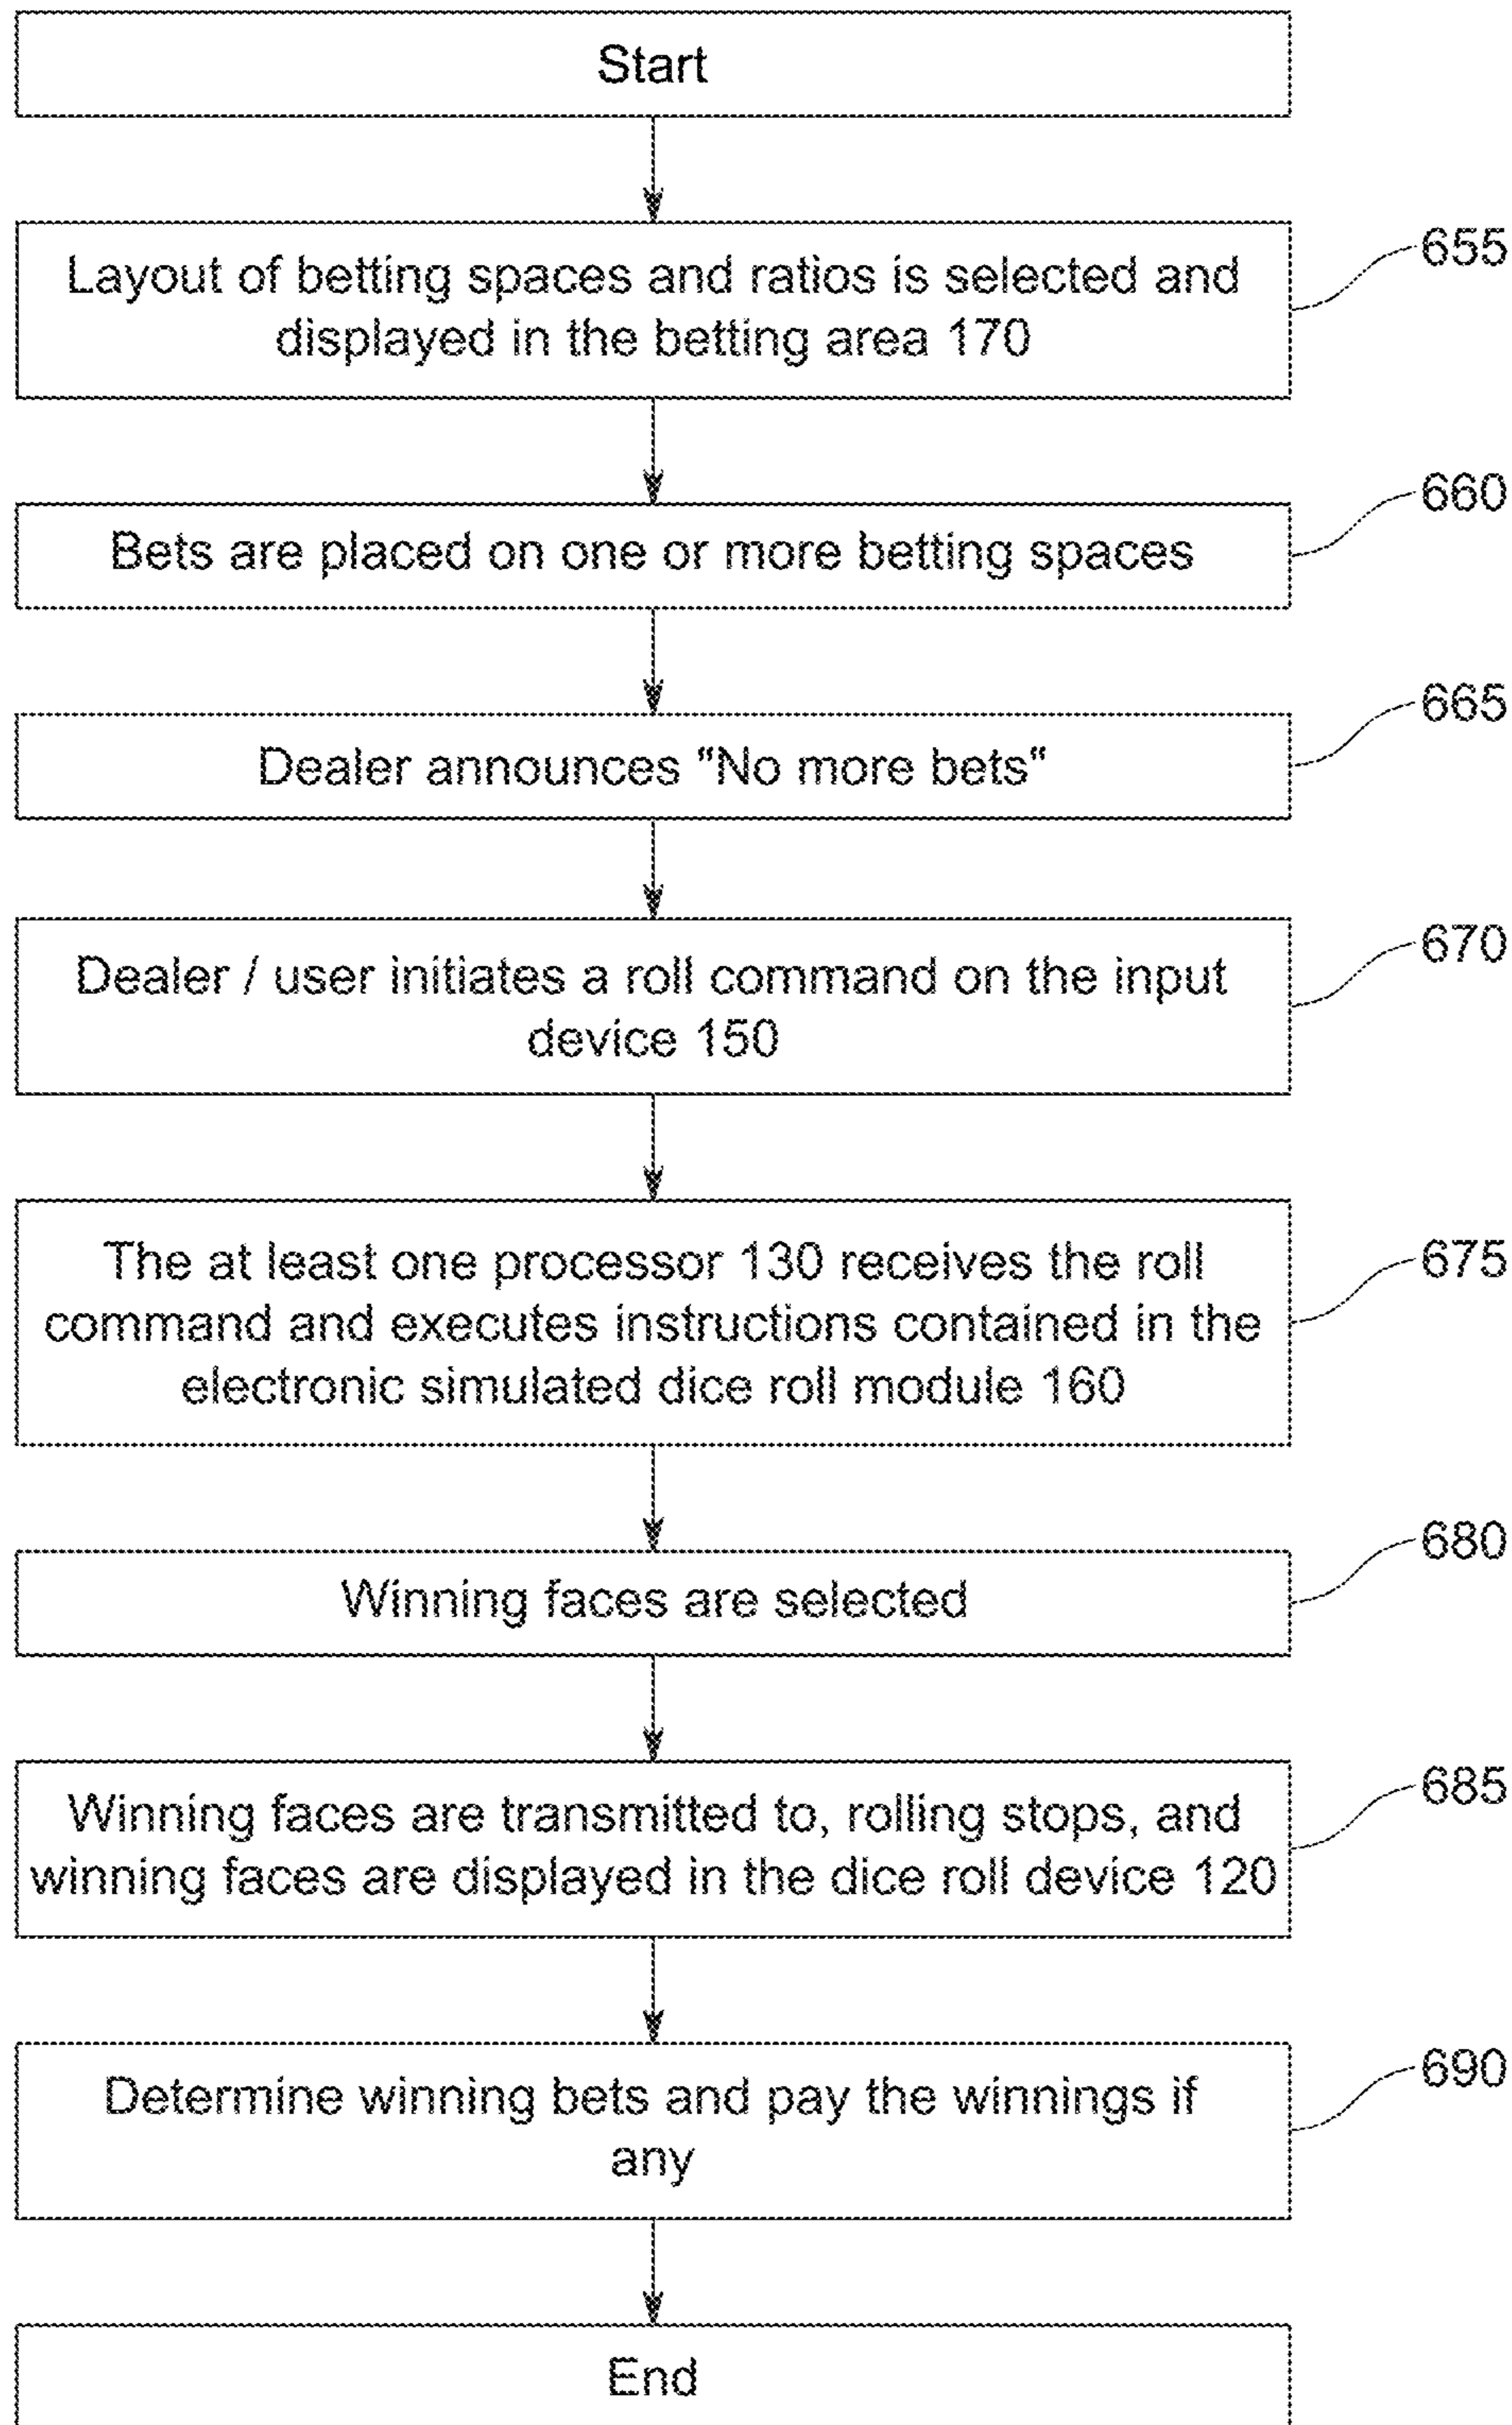 Start
Layout of betting spaces and ratios is selected and
displayed in the betting area 170
655
Bets are placed on one or more betting spaces
660
Dealer announces "No more bets"
665
Dealer / user initiates a roll command on the input
device 150
670
The at least one processor 130 receives the roll
command and executes instructions contained in the
electronic simulated dice roll module 160
675
Winning faces are selected
680
Winning faces are transmitted to, rolling stops, and
winning faces are displayed in the dice roll device 120
685
Determine winning bets and pay the winnings if
any
690
End